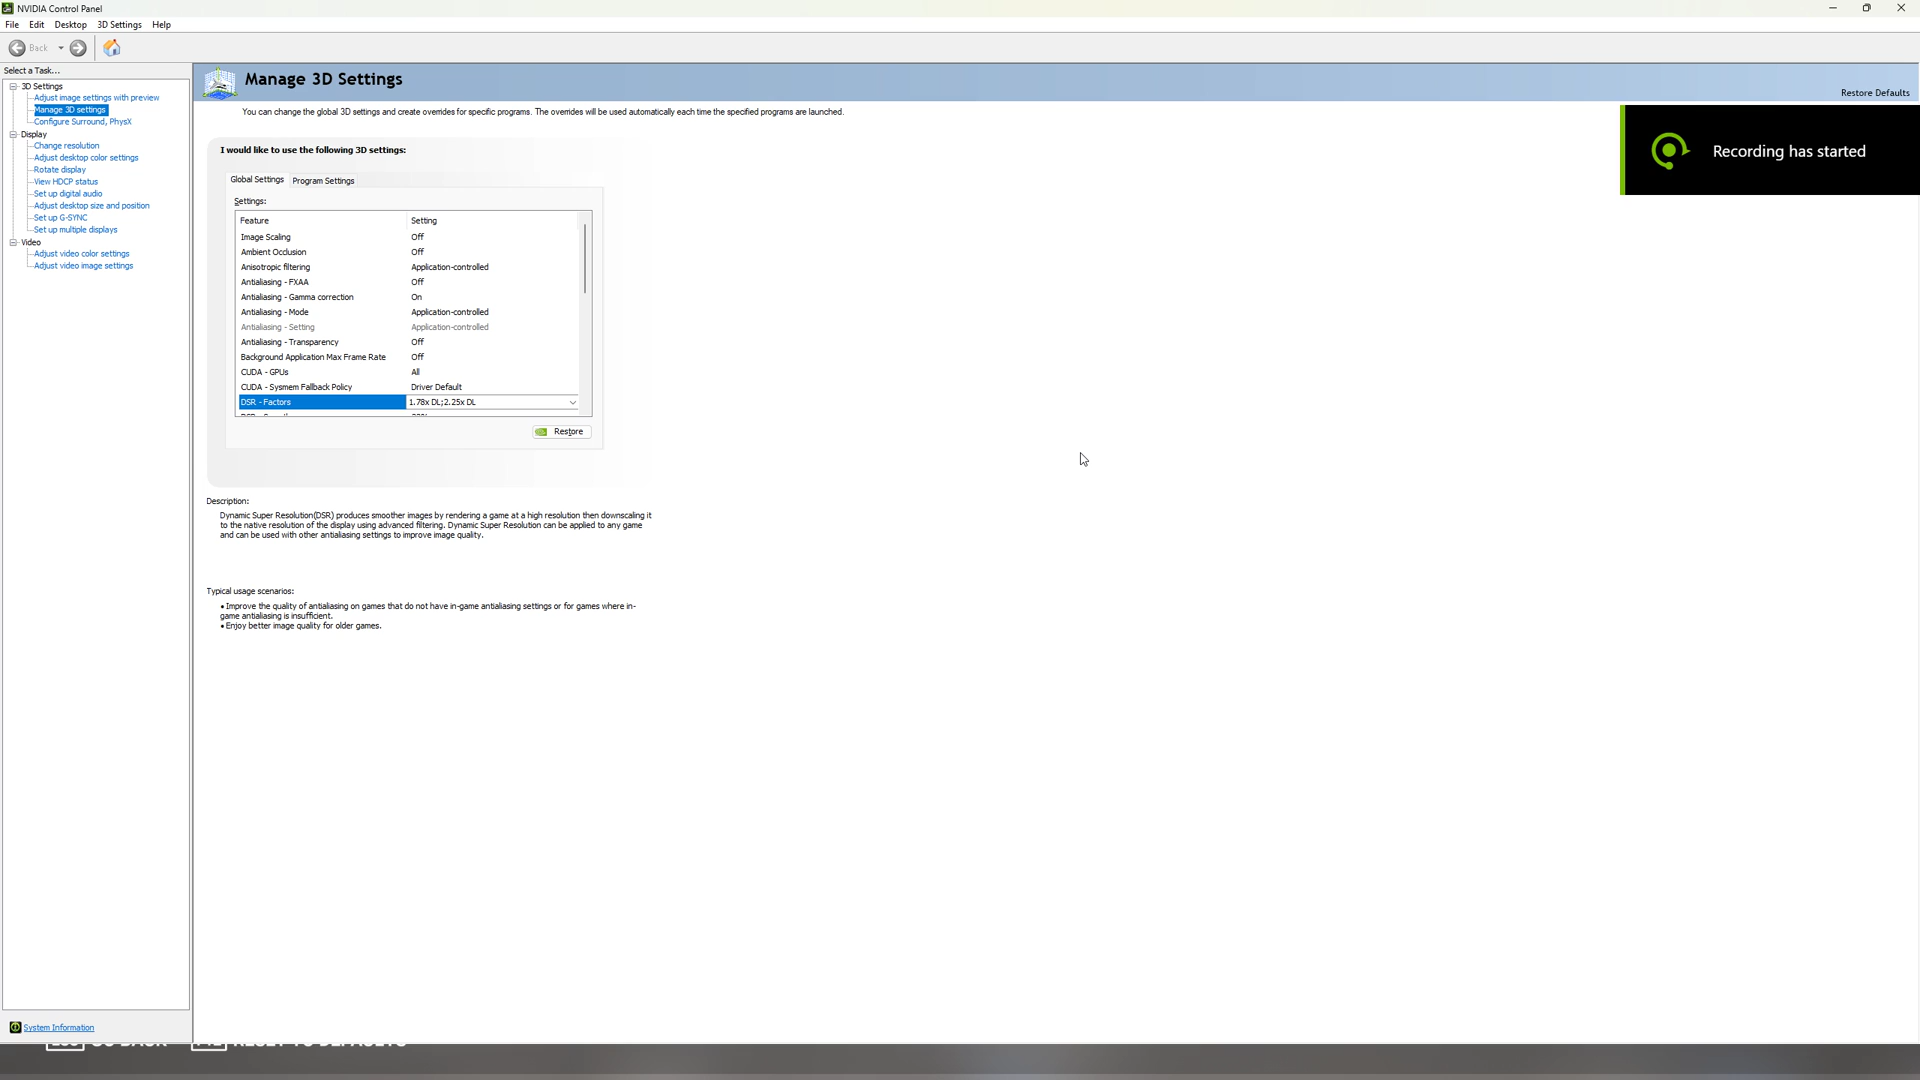 NVIDIA Control Panel
File Edit Desktop 3D Settings Help
Back
Select a Task...
3D Settings
Adjust image settings with preview
Manage 3D settings
Configure Surround, PhysX
Display
Change resolution
Adjust desktop color settings
Rotate display
View HDCP status
Set up digital audio
Adjust desktop size and position
Set up G-SYNC
Set up multiple displays
Video
Adjust video color settings
Adjust video image settings
System Information
Manage 3D Settings
Restore Defaults
You can change the global 3D settings and create overrides for specific programs. The overrides will be used automatically each time the specified programs are launched.
Recording has started
I would like to use the following 3D settings:
Global Settings Program Settings
Settings:
Feature Setting
Image Scaling Off
Ambient Occlusion Off
Anisotropic filtering Application-controlled
Antialiasing - FXAA Off
Antialiasing - Gamma correction On
Antialiasing - Mode Application-controlled
Antialiasing - Setting Application-controlled
Antialiasing - Transparency Off
Background Application Max Frame Rate Off
CUDA - GPUs All
CUDA - Sysmem Fallback Policy Driver Default
DSR - Factors 1.78x DL;2.25x DL
Restore
Description:
Dynamic Super Resolution(DSR) produces smoother images by rendering a game at a high resolution then downscaling it
to the native resolution of the display using advanced filtering. Dynamic Super Resolution can be applied to any game
and can be used with other antialiasing settings to improve image quality.
Typical usage scenarios:
• Improve the quality of antialiasing on games that do not have in-game antialiasing settings or for games where in-
game antialiasing is insufficient.
• Enjoy better image quality for older games.